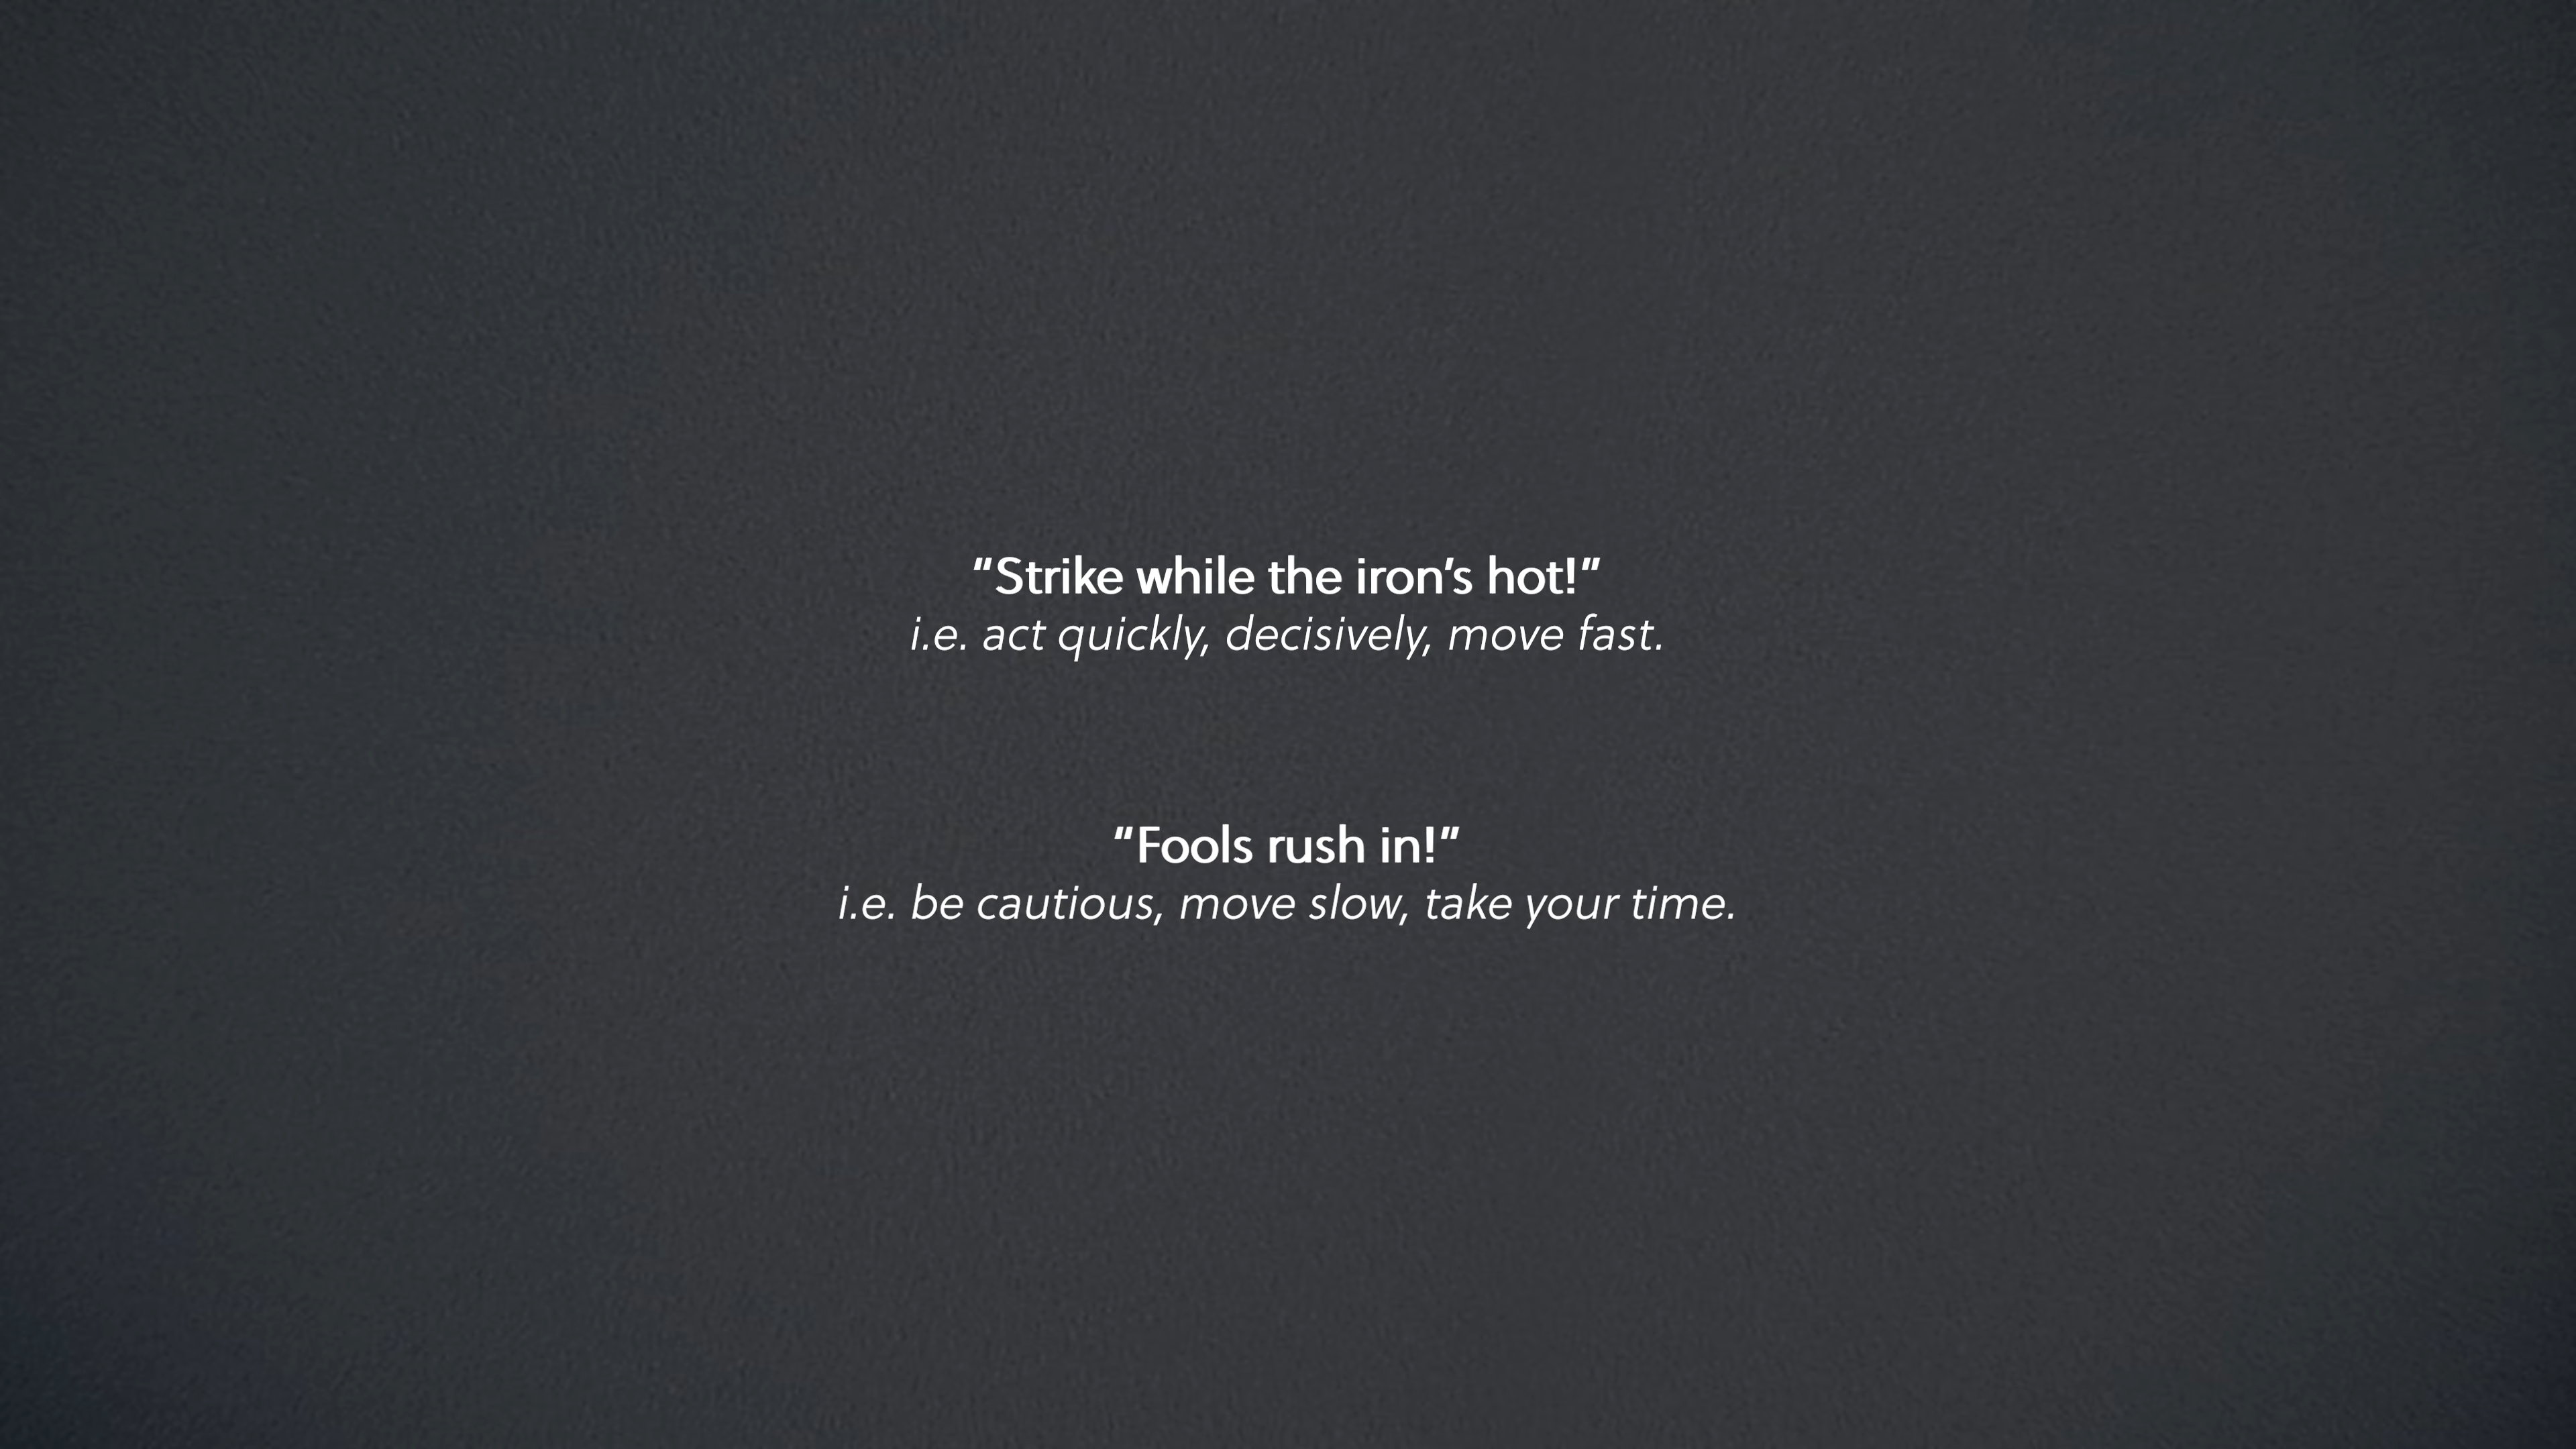 “Strike while the iron’s hot!”
i.e. act quickly, decisively, move fast.
“Fools rush in!”
i.e. be cautious, move slow, take your time.